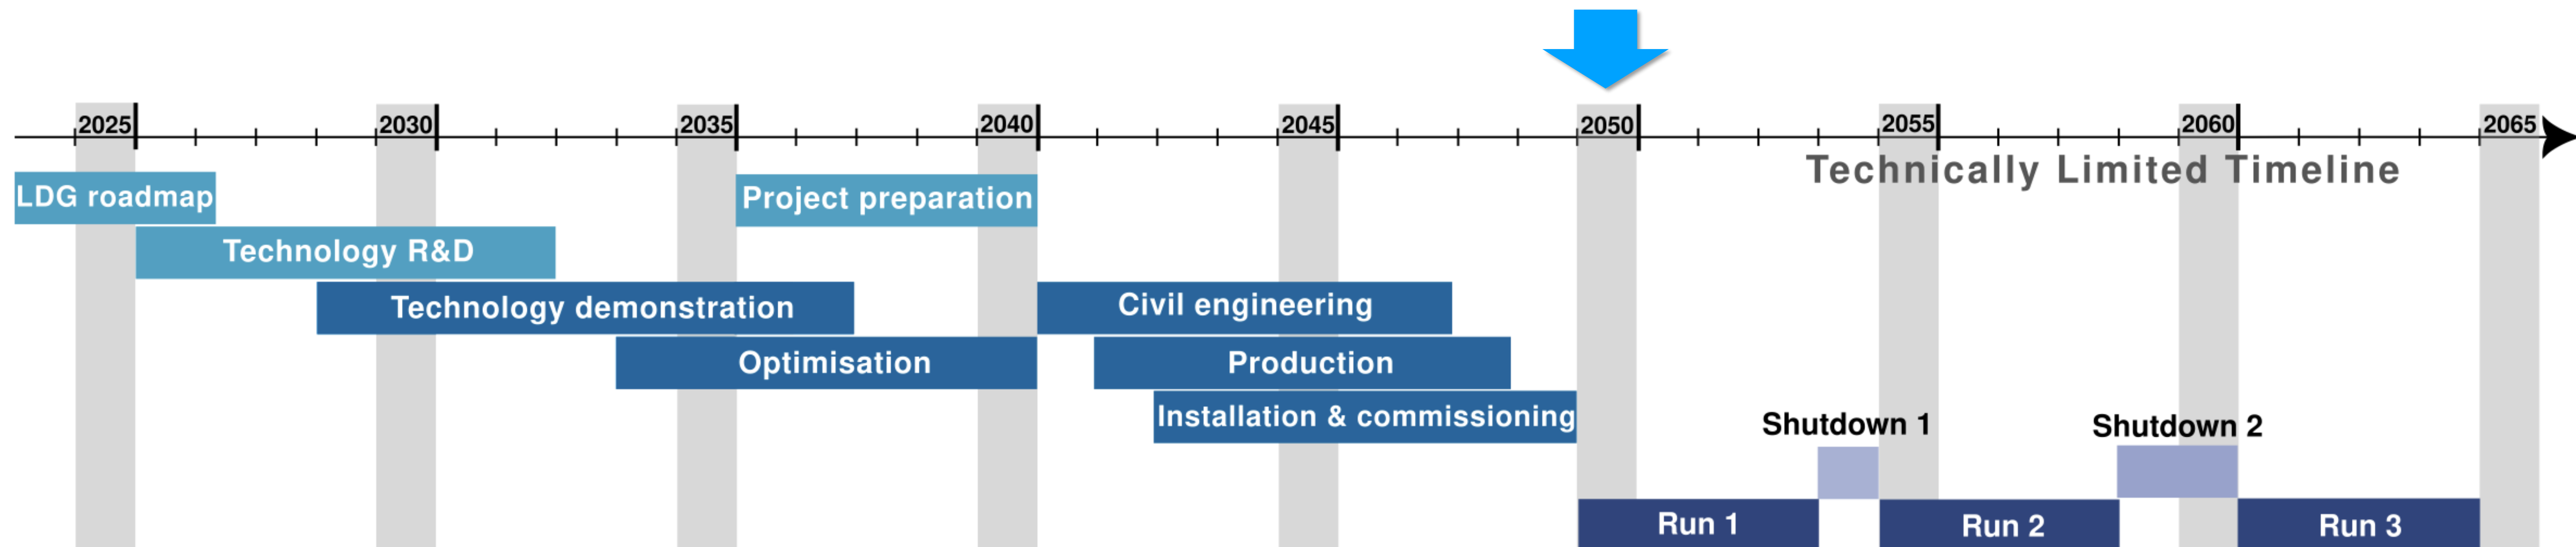 2025
2030
2035
2040
2045
2050
2055
2060
2065
Technically Limited Timeline
LDG roadmap
Project preparation
Technology R&D
Technology demonstration
Civil engineering
Optimisation
Production
Installation & commissioning
Shutdown 1
Shutdown 2
Run 1
Run 2
Run 3